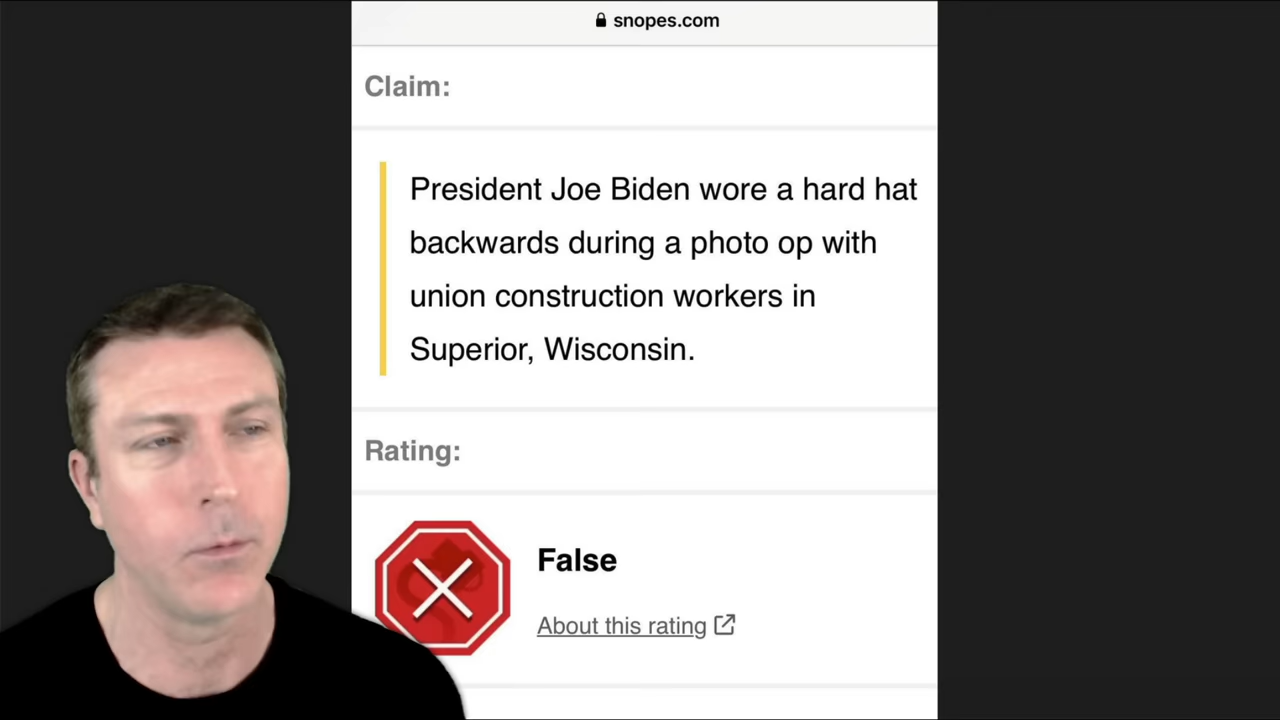 snopes.com
Claim:
President Joe Biden wore a hard hat
backwards during a photo op with
union construction workers in
Superior, Wisconsin.
Rating:
False
About this rating